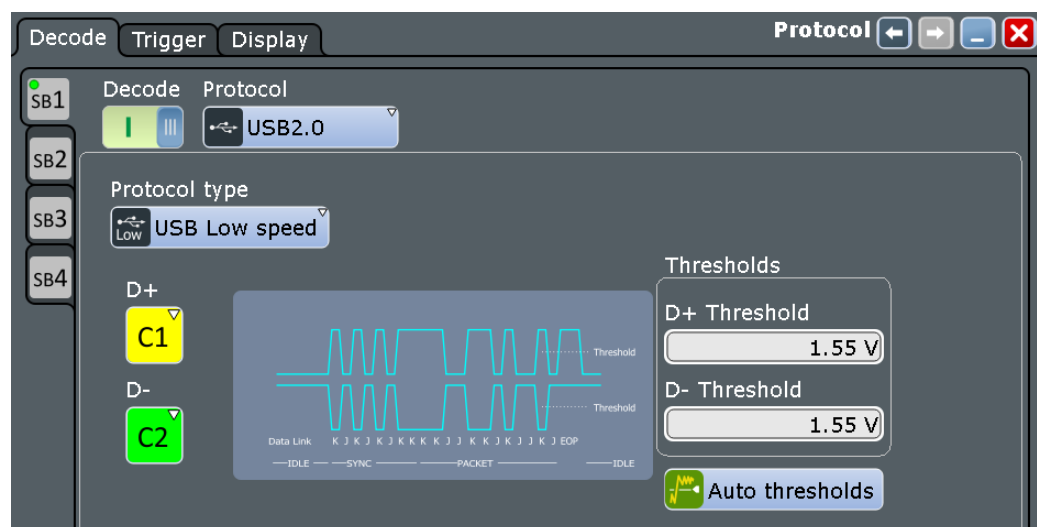 Decode Trigger Display Protocol
SB1 Decode Protocol
USB2.0
SB2
Protocol type
SB3 Low USB Low speed
SB4 D+ Thresholds
C1 D+ Threshold
Threshold 1.55 V
D- D- Threshold
C2 Threshold 1.55 V
Data Link K J K J K J K K K K J J K K J K J J K J EOP
IDLE SYNC PACKET IDLE
Auto thresholds